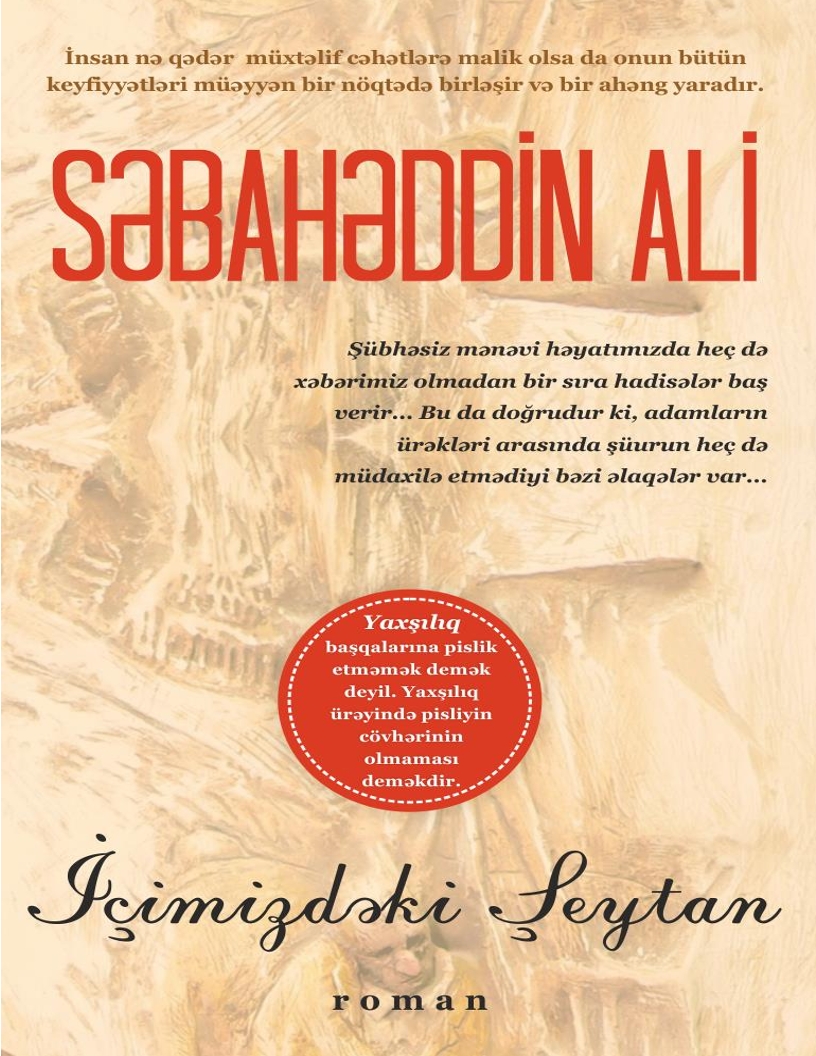 İnsan nə qədər müxtəlif cəhətlərə malik olsa da onun bütün
keyfiyyətləri müəyyən bir nöqtədə birləşir və bir ahəng yaradır.
SƏBAHƏDDİN ALİ
Şübhəsiz mənəvi həyatımızda heç də
xəbərimiz olmadan bir sıra hadisələr baş
verir... Bu da doğrudur ki, adamların
ürəkləri arasında şüurun heç də
müdaxilə etmədiyi bəzi əlaqələr var...
Yaxşılıq
başqalarına pislik
etməmək demək
deyil. Yaxşılıq
ürəyində pisliyin
cövhərinin
olmaması
deməkdir.
İçimizdəki Şeytan
roman